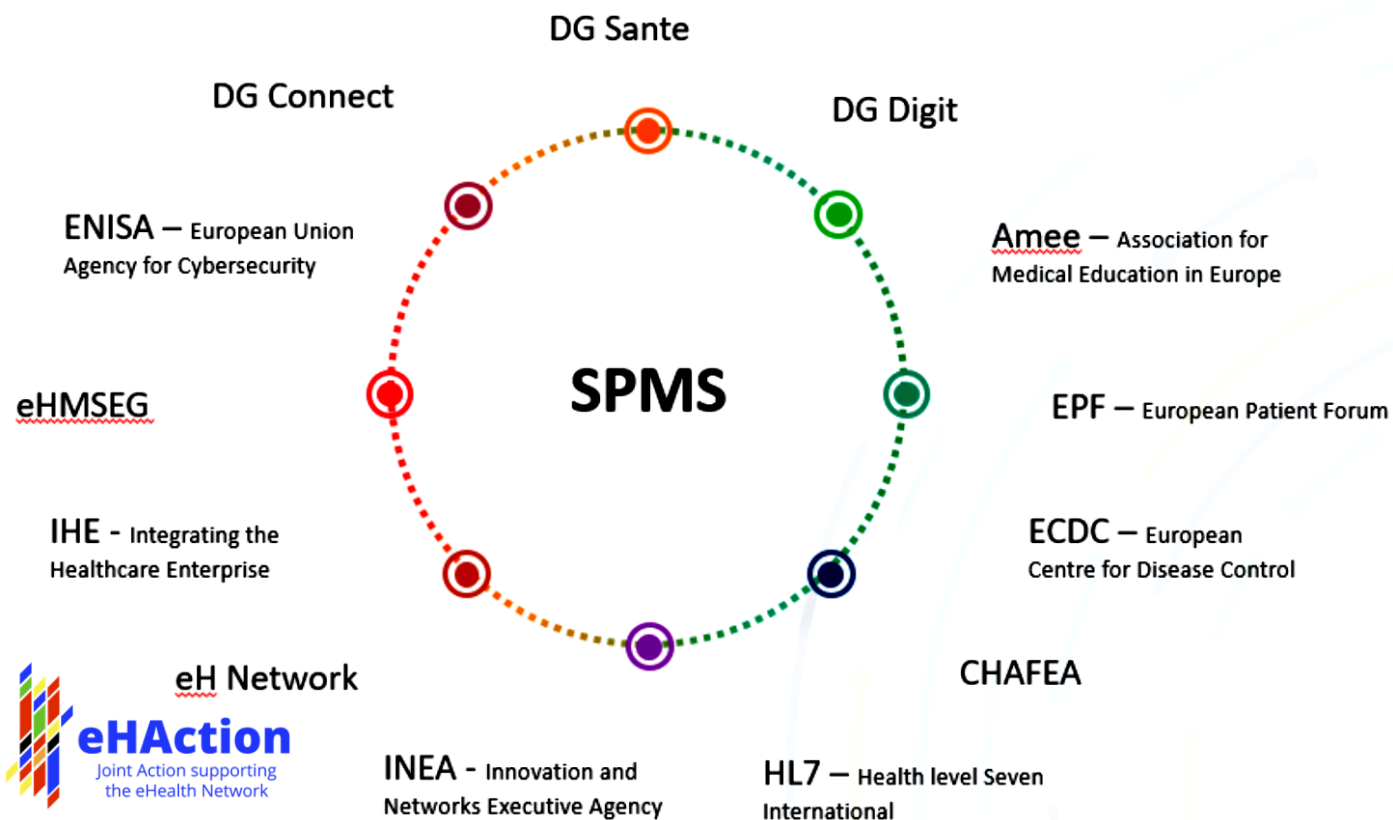 DG Sante
DG Connect
DG Digit
ENISA – European Union
Agency for Cybersecurity
Amee – Association for
Medical Education in Europe
SPMS
eHMSEG
EPF – European Patient Forum
IHE - Integrating the
Healthcare Enterprise
ECDC – European
Centre for Disease Control
eH Network
CHAFEA
eHAction
Joint Action supporting
the eHealth Network
INEA - Innovation and
Networks Executive Agency
HL7 – Health level Seven
International